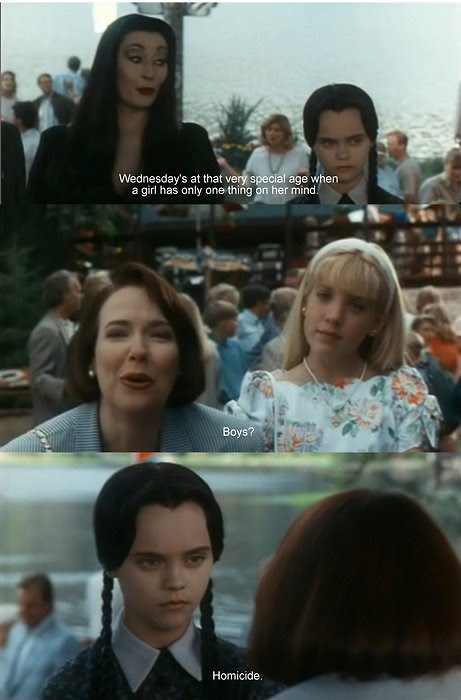 Wednesday's at that very special age when
a girl has only one thing on her mind.
Boys?
Homicide.